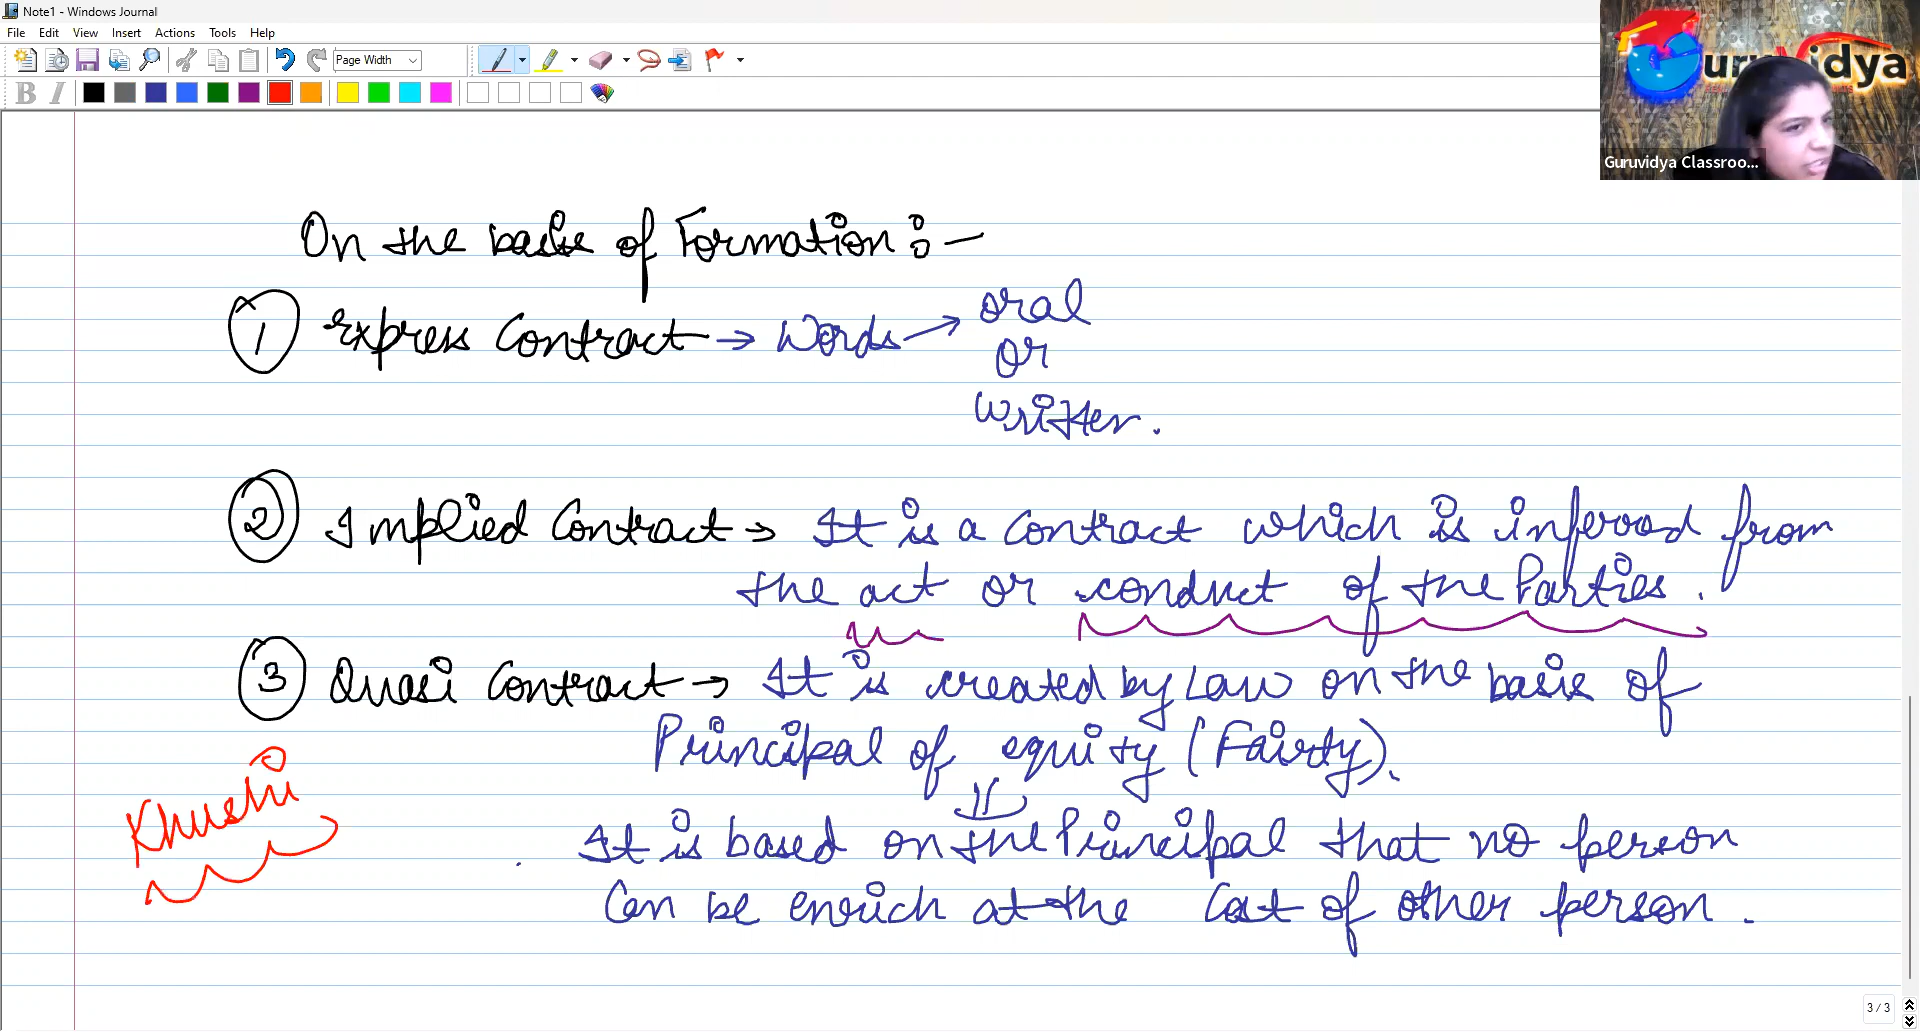 Note1 - Windows Journal
File Edit View Insert Actions Tools Help
Page Width
B I
Guruvidya
Guruvidya Classroo...
On the basis of Formation :-
1 express Contract → Words → oral
or
written.
2 Implied Contract → It is a Contract which is inferood from
the act or conduct of the Parties.
3 Quasi Contract → It is created by Law on the basis of
Principal of equity (Fairty).
Khushi
It is based on the Principal that no person
Can be enrich at the Cost of other person.
3 / 3